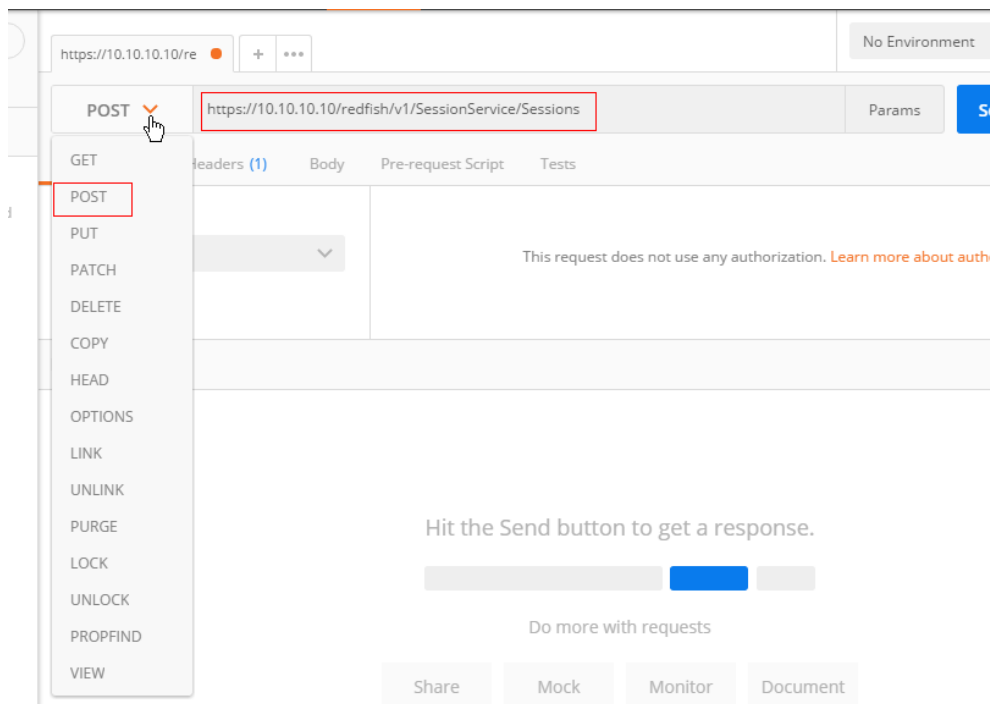 No Environment
https://10.10.10.10/re
+
POST
https://10.10.10.10/redfish/v1/SessionService/Sessions
Params
GET
Headers (1)
Body
Pre-request Script
Tests
POST
PUT
This request does not use any authorization. Learn more about auth
PATCH
DELETE
COPY
HEAD
OPTIONS
LINK
UNLINK
PURGE
Hit the Send button to get a response.
LOCK
UNLOCK
Do more with requests
PROPFIND
VIEW
Share
Mock
Monitor
Document